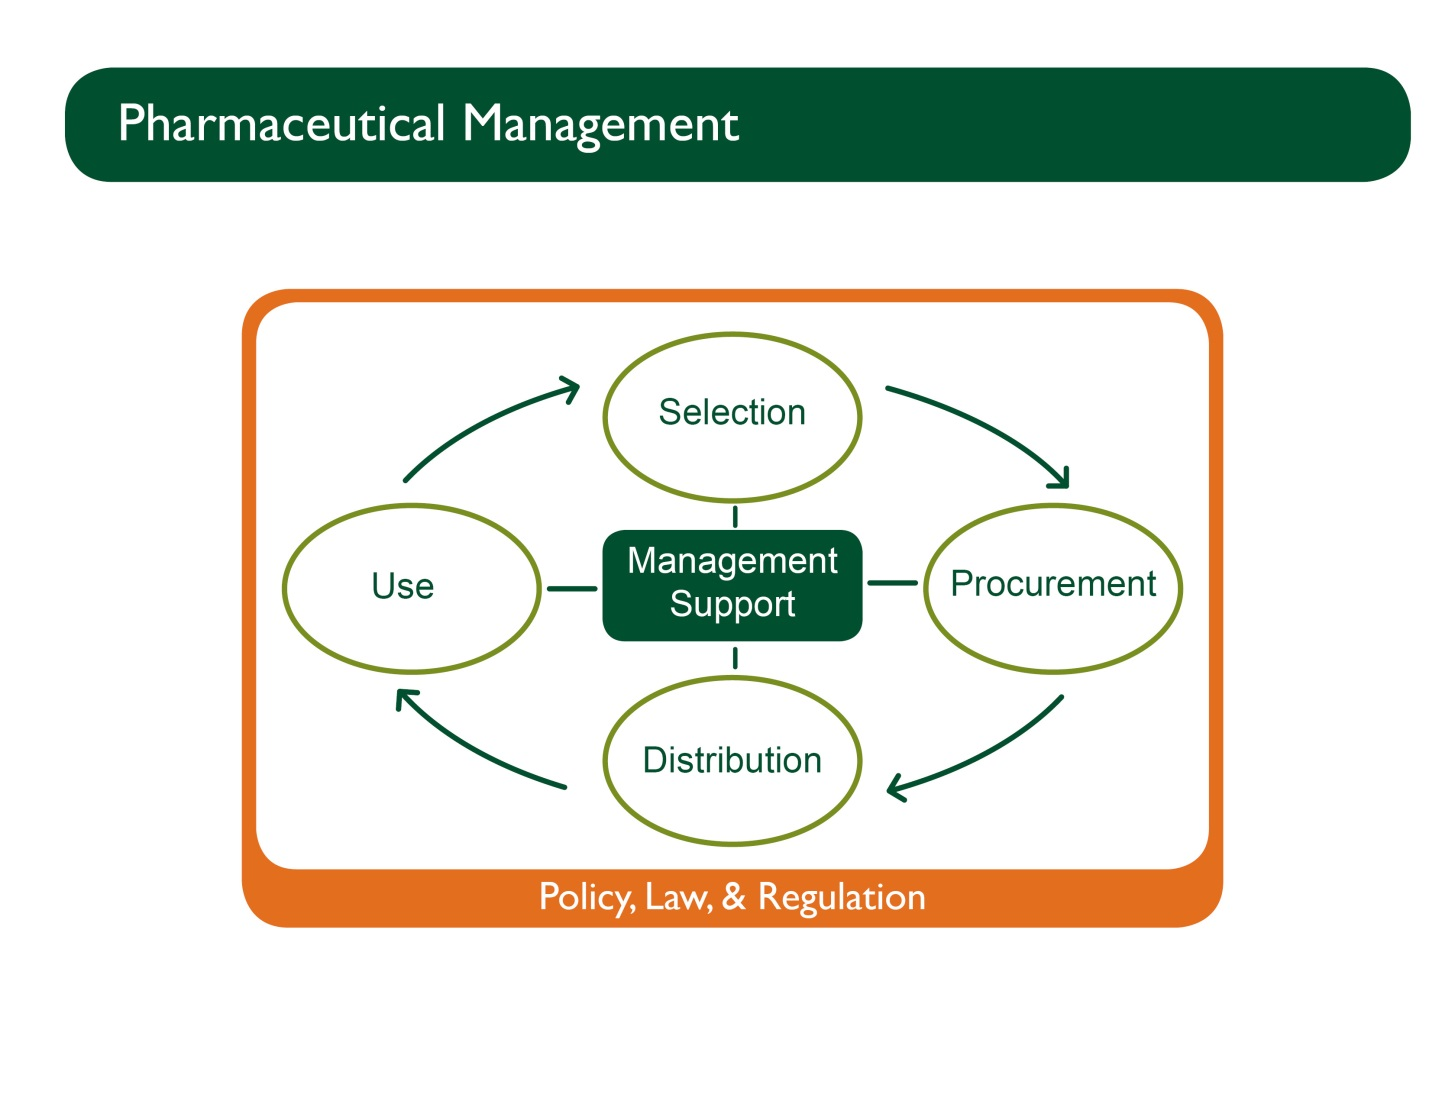 Pharmaceutical Management
Selection
Use
Management
Support
Procurement
Distribution
Policy, Law, & Regulation